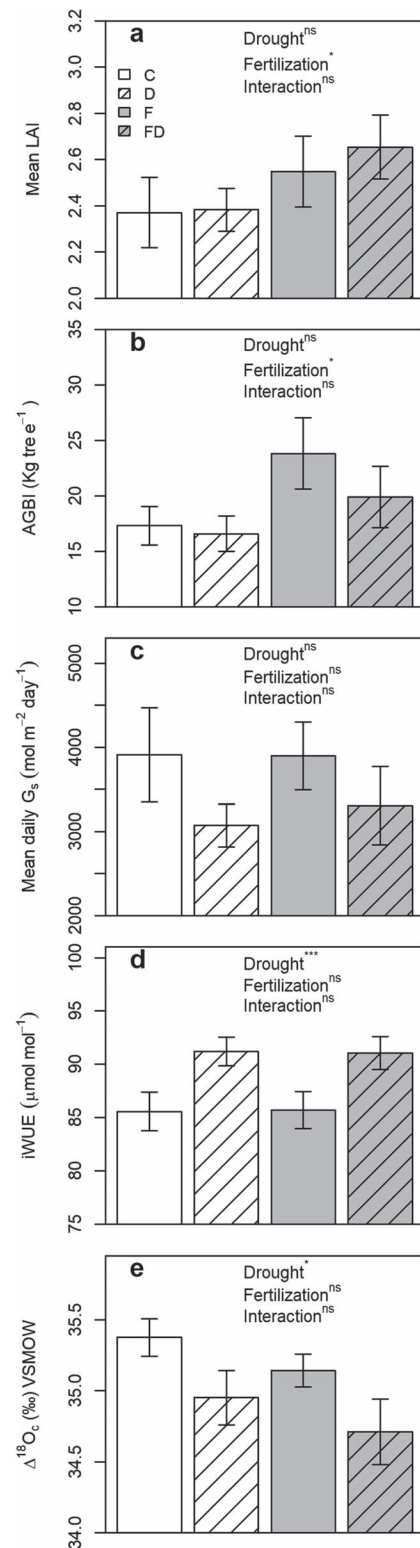 a
Drought^ns
Fertilization^*
Interaction^ns
C
D
F
FD
Mean LAI
3.2
3.0
2.8
2.6
2.4
2.2
2.0
b
Drought^ns
Fertilization^*
Interaction^ns
AGBI (Kg tree e⁻¹)
35
30
25
20
15
10
c
Drought^ns
Fertilization^ns
Interaction^ns
Mean daily Gₛ (mol m⁻² day⁻¹)
5000
4000
3000
2000
d
Drought^***
Fertilization^ns
Interaction^ns
iWUE (μmol mol⁻¹)
100
95
90
85
80
75
e
Drought^*
Fertilization^ns
Interaction^ns
Δ¹⁸O_c (‰) VSMOW
35.5
35.0
34.5
34.0